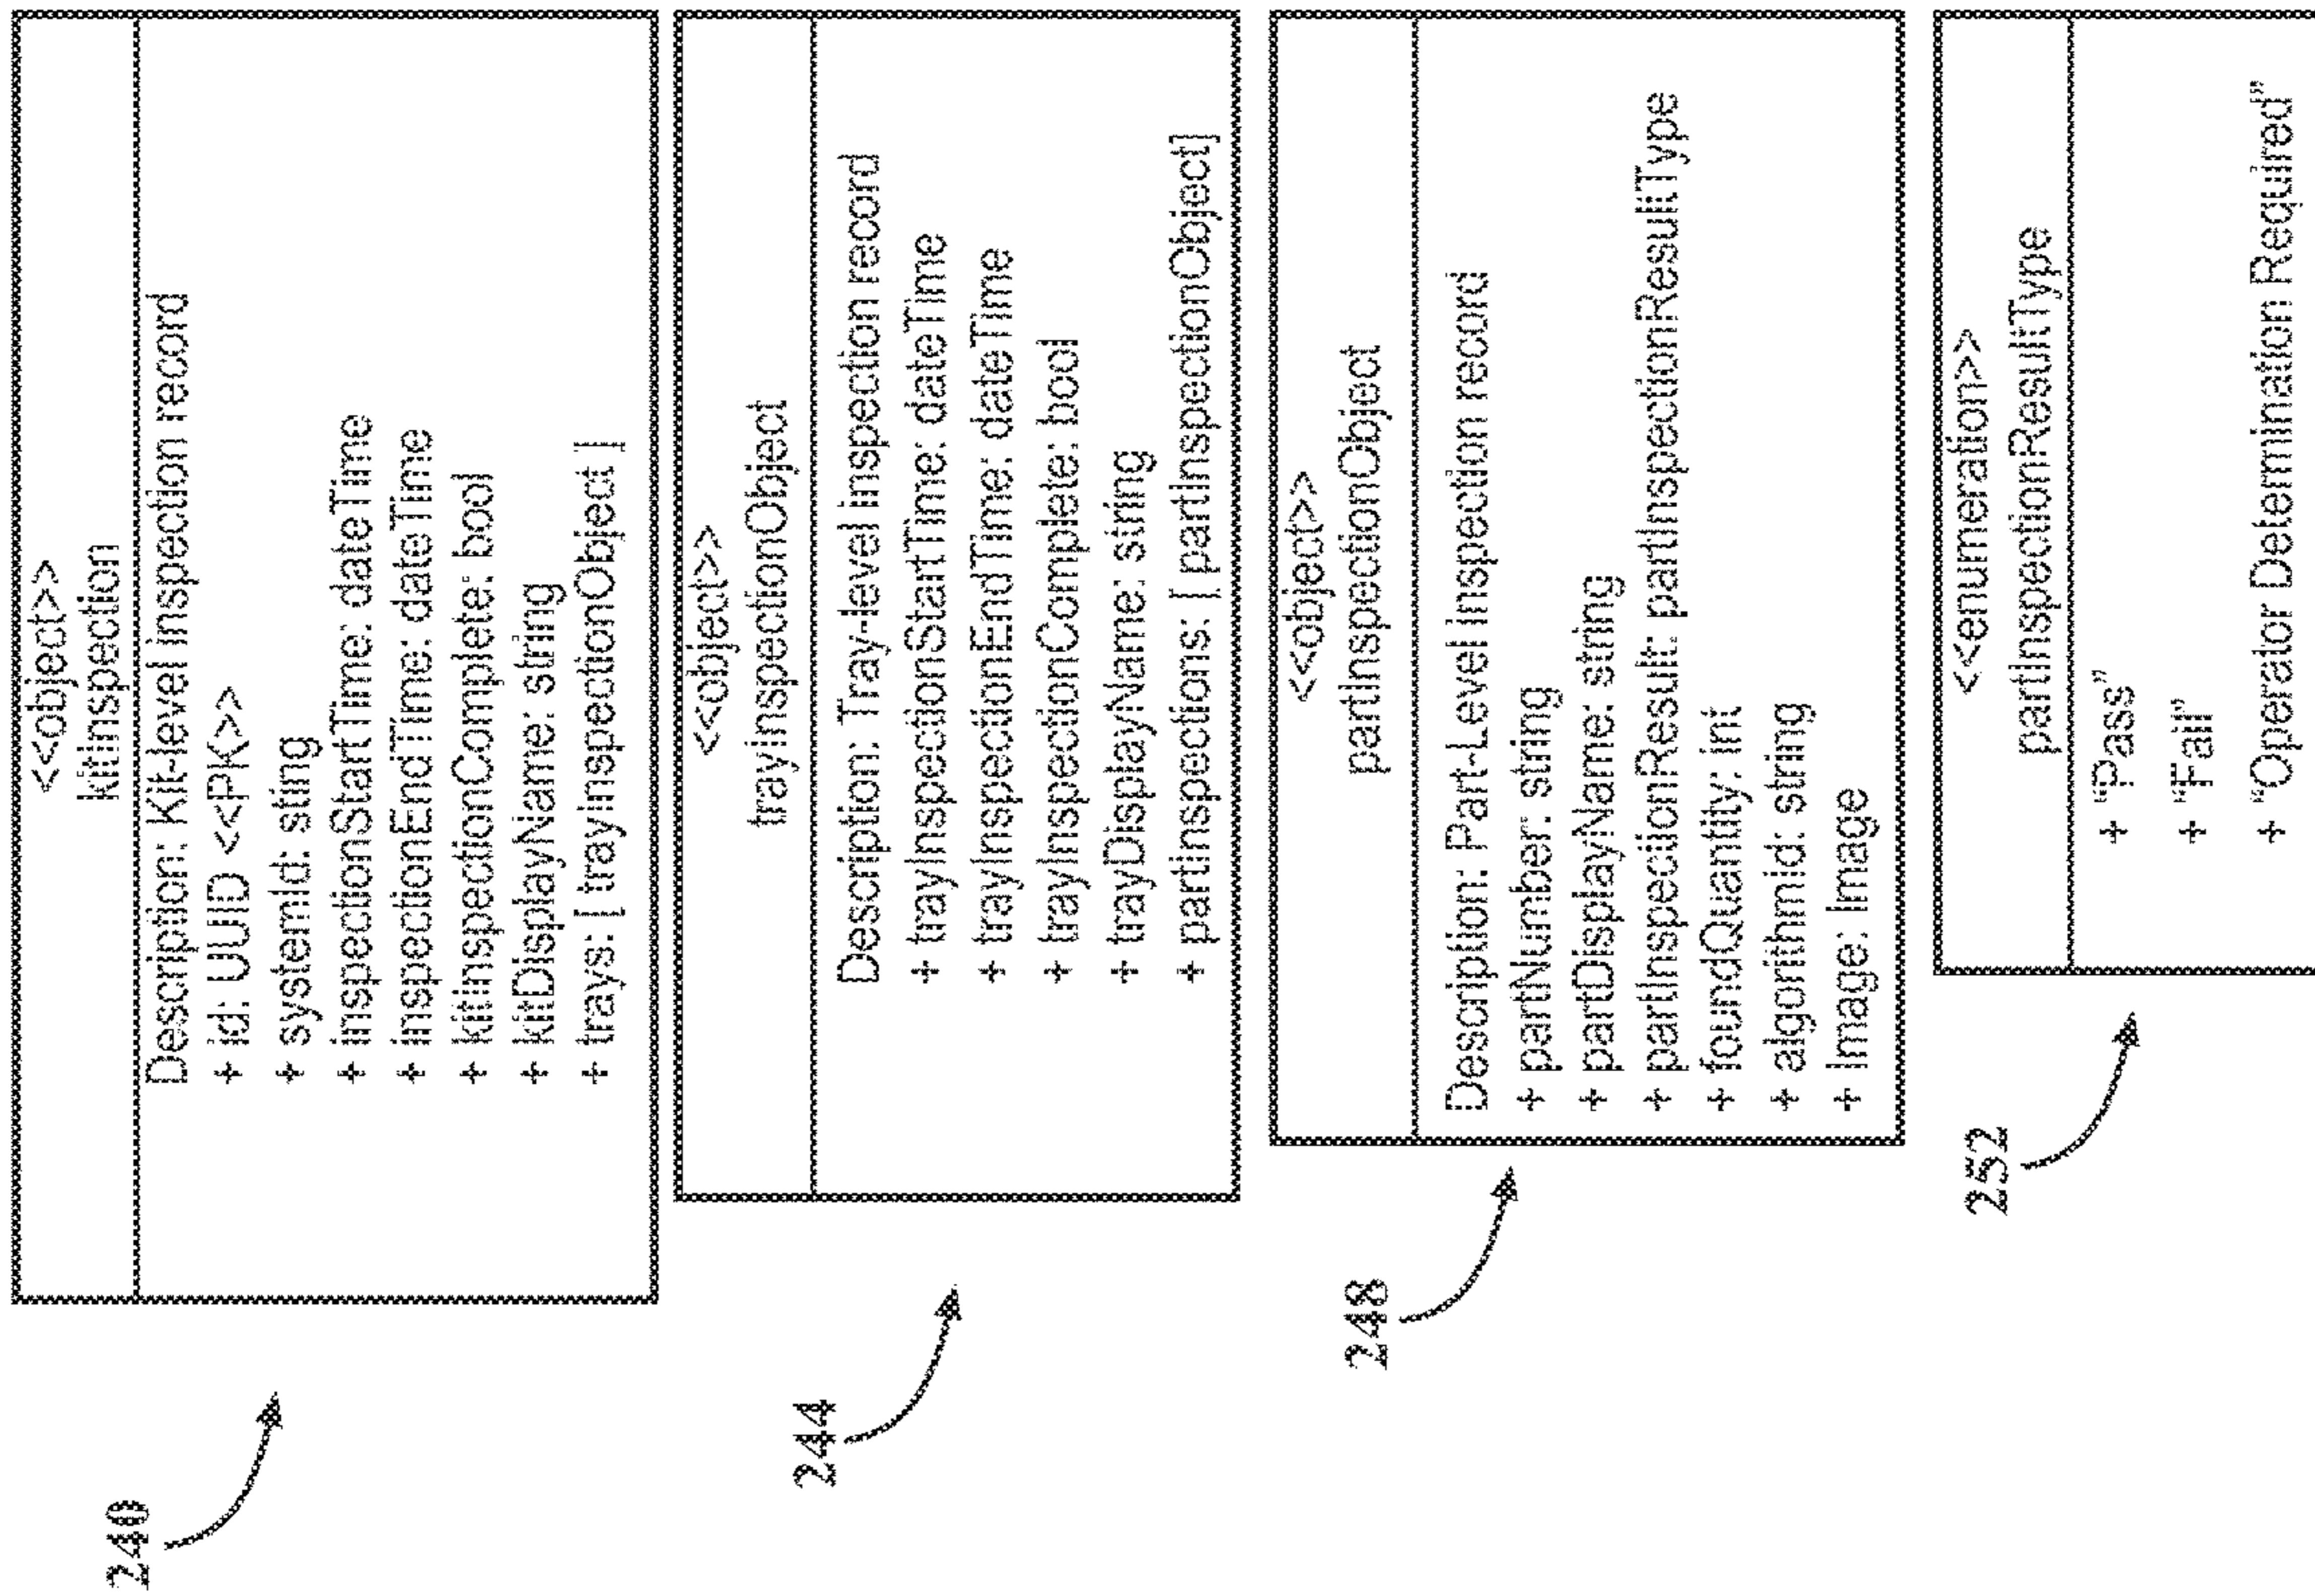 240
<<object>>
kitInspection
Description: Kit-level inspection record
+ id: UUID <<PK>>
+ systemId: sting
+ inspectionStartTime: dateTime
+ inspectionEndTime: dateTime
+ kitInspectionComplete: bool
+ kitDisplayName: string
+ trays: [ trayInspectionObject ]
244
<<object>>
trayInspectionObject
Description: Tray-level inspection record
+ trayInspectionStartTime: dateTime
+ trayInspectionEndTime: dateTime
+ trayInspectionComplete: bool
+ trayDisplayName: string
+ partInspections: [ partInspectionObject]
248
<<object>>
partInspectionObject
Description: Part-Level inspection record
+ partNumber: string
+ partDisplayName: string
+ partInspectionResult: partInspectionResultType
+ foundQuantity: int
+ algorithmId: string
+ Image: Image
252
<<enumeration>>
partInspectionResultType
+ "Pass"
+ "Fail"
+ "Operator Determination Required"